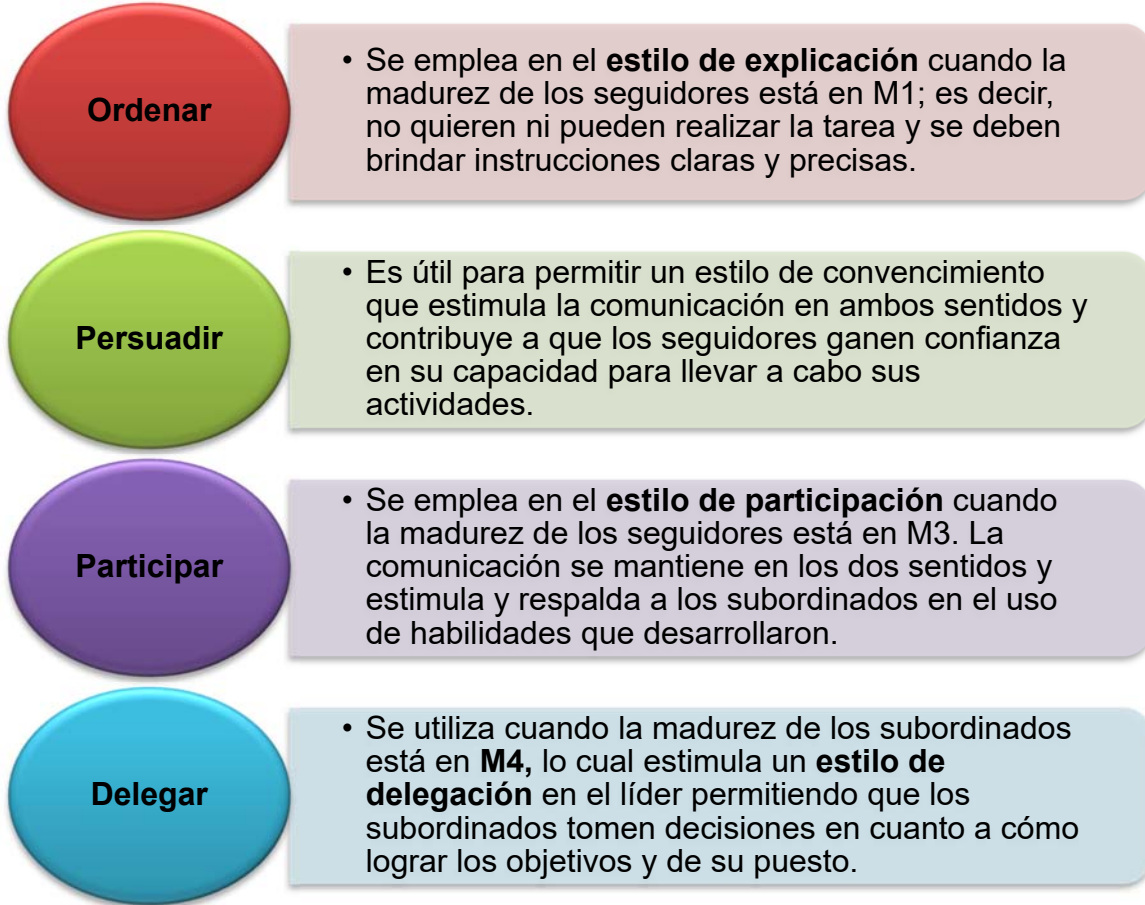 Ordenar
• Se emplea en el estilo de explicación cuando la
madurez de los seguidores está en M1; es decir,
no quieren ni pueden realizar la tarea y se deben
brindar instrucciones claras y precisas.
Persuadir
• Es útil para permitir un estilo de convencimiento
que estimula la comunicación en ambos sentidos y
contribuye a que los seguidores ganen confianza
en su capacidad para llevar a cabo sus
actividades.
Participar
• Se emplea en el estilo de participación cuando
la madurez de los seguidores está en M3. La
comunicación se mantiene en los dos sentidos y
estimula y respalda a los subordinados en el uso
de habilidades que desarrollaron.
Delegar
• Se utiliza cuando la madurez de los subordinados
está en M4, lo cual estimula un estilo de
delegación en el líder permitiendo que los
subordinados tomen decisiones en cuanto a cómo
lograr los objetivos y de su puesto.